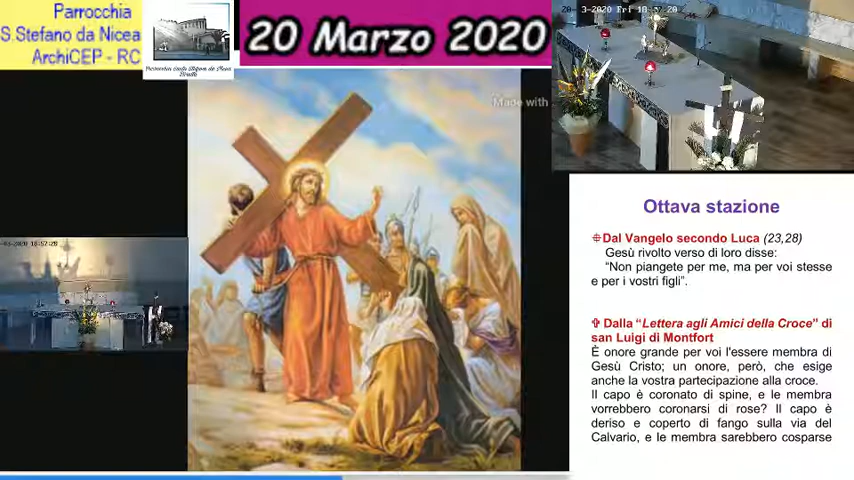 Parrocchia
S.Stefano da Nicea
ArchiCEP - RC
20 Marzo 2020
Made with
Ottava stazione
Dal Vangelo secondo Luca (23,28)
Gesù rivolto verso di loro disse:
“Non piangete per me, ma per voi stesse
e per i vostri figli”.
Dalla “Lettera agli Amici della Croce” di
san Luigi di Montfort
È onore grande per voi l'essere membra di
Gesù Cristo; un onore, però, che esige
anche la vostra partecipazione alla croce.
Il capo è coronato di spine, e le membra
vorrebbero coronarsi di rose? Il capo è
deriso e coperto di fango sulla via del
Calvario, e le membra sarebbero cosparse